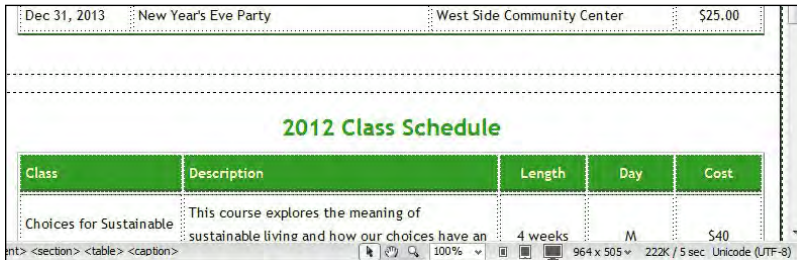 Dec 31, 2013 New Year's Eve Party West Side Community Center $25.00
2012 Class Schedule
Class Description Length Day Cost
Choices for Sustainable This course explores the meaning of
sustainable living and how our choices have an 4 weeks M $40
ent> <section> <table> <caption> 100% 964 x 505 222K / 5 sec Unicode (UTF-8)